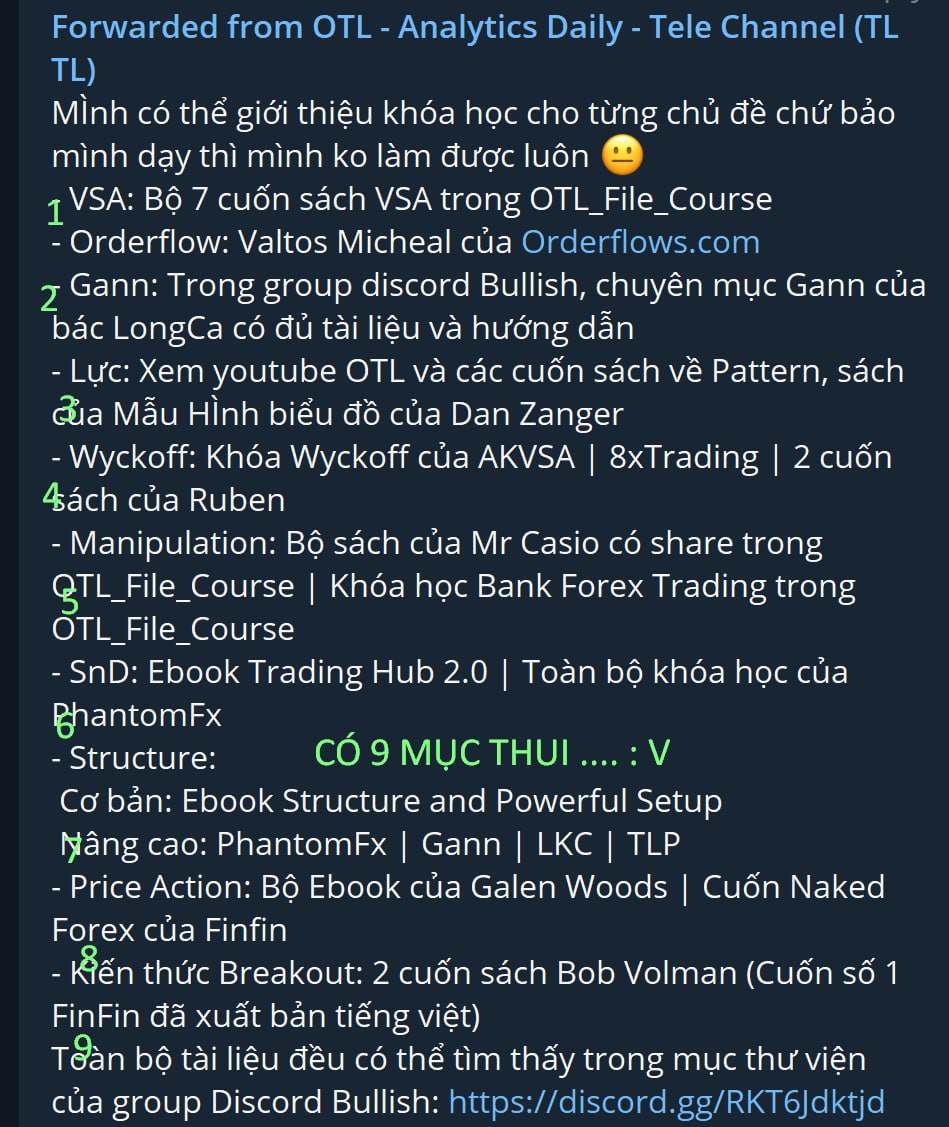 Forwarded from OTL - Analytics Daily - Tele Channel (TL
TL)
MÌnh có thể giới thiệu khóa học cho từng chủ đề chứ bảo
mình dạy thì mình ko làm được luôn 😐
1 - VSA: Bộ 7 cuốn sách VSA trong OTL_File_Course
- Orderflow: Valtos Micheal của Orderflows.com
2 - Gann: Trong group discord Bullish, chuyên mục Gann của
bác LongCa có đủ tài liệu và hướng dẫn
- Lực: Xem youtube OTL và các cuốn sách về Pattern, sách
3 của Mẫu HÌnh biểu đồ của Dan Zanger
- Wyckoff: Khóa Wyckoff của AKVSA | 8xTrading | 2 cuốn
4 sách của Ruben
- Manipulation: Bộ sách của Mr Casio có share trong
5 OTL_File_Course | Khóa học Bank Forex Trading trong
OTL_File_Course
- SnD: Ebook Trading Hub 2.0 | Toàn bộ khóa học của
6 PhantomFx
- Structure: CÓ 9 MỤC THUI .... : V
Cơ bản: Ebook Structure and Powerful Setup
7 Nâng cao: PhantomFx | Gann | LKC | TLP
- Price Action: Bộ Ebook của Galen Woods | Cuốn Naked
Forex của Finfin
8 - Kiến thức Breakout: 2 cuốn sách Bob Volman (Cuốn số 1
FinFin đã xuất bản tiếng việt)
9 Toàn bộ tài liệu đều có thể tìm thấy trong mục thư viện
của group Discord Bullish: https://discord.gg/RKT6Jdktjd